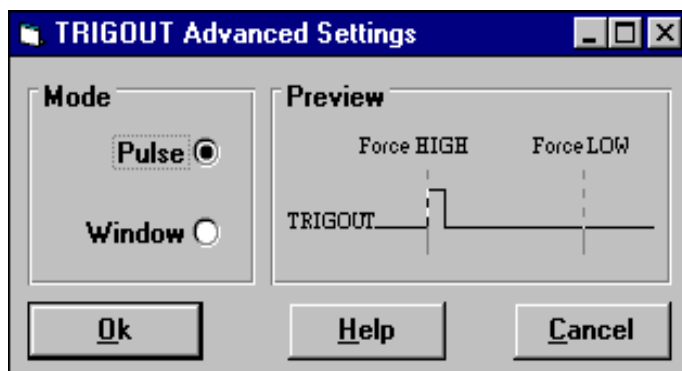 TRIGOUT Advanced Settings
Mode
Pulse
Window
Preview
Force HIGH Force LOW
TRIGOUT
Ok Help Cancel